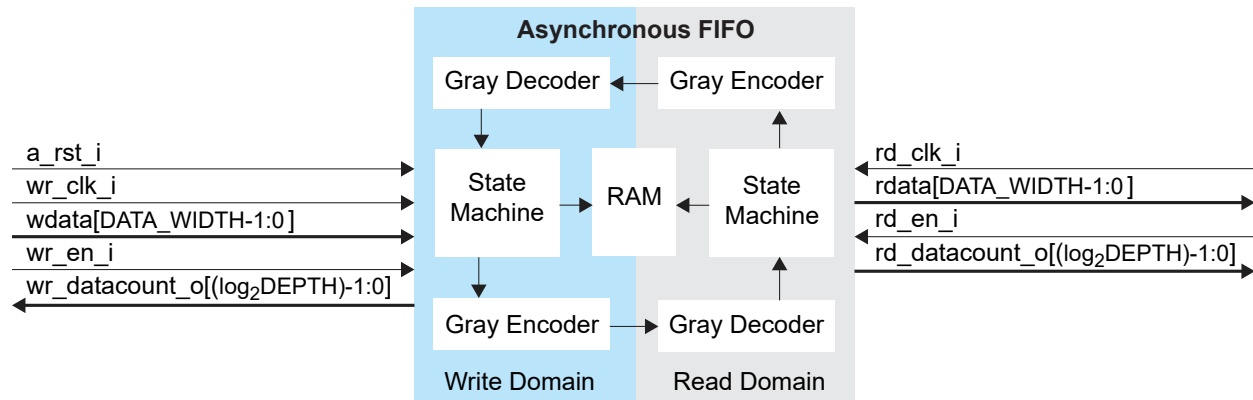 Asynchronous FIFO
Gray Decoder
Gray Encoder
a_rst_i
wr_clk_i
wdata[DATA_WIDTH-1:0]
wr_en_i
wr_datacount_o[(log2DEPTH)-1:0]
State
Machine
RAM
State
Machine
rd_clk_i
rdata[DATA_WIDTH-1:0]
rd_en_i
rd_datacount_o[(log2DEPTH)-1:0]
Gray Encoder
Gray Decoder
Write Domain
Read Domain